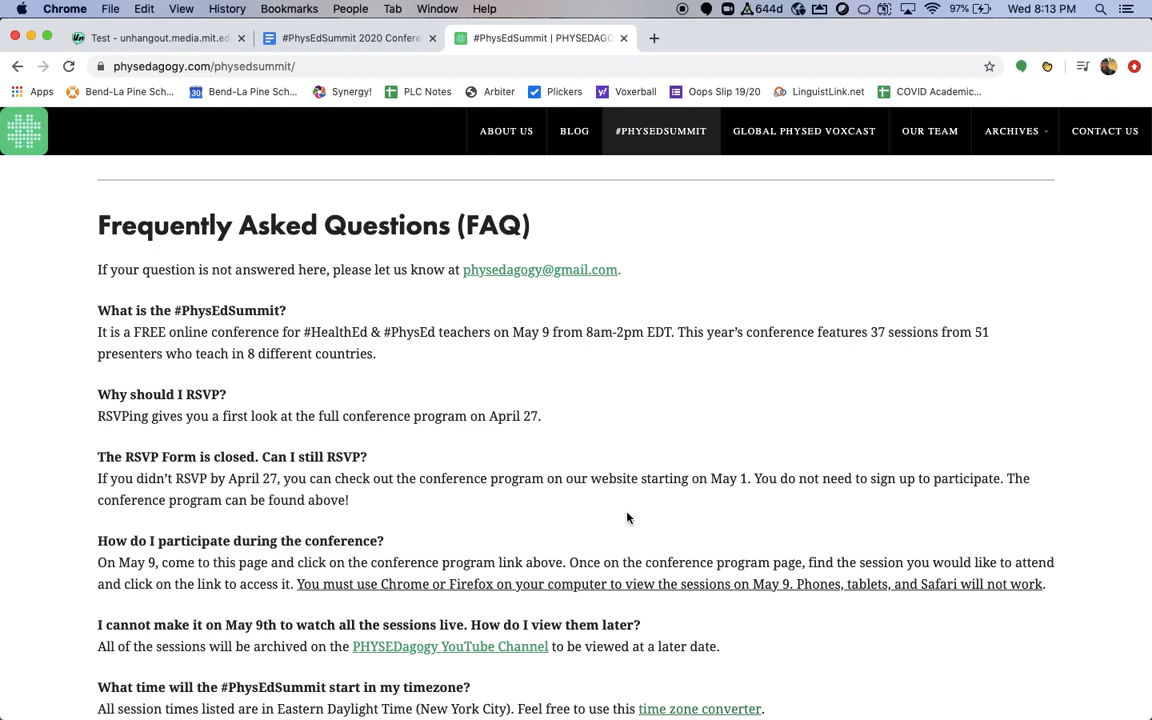 Chrome File Edit View History Bookmarks People Tab Window Help 644d 97% Wed 8:13 PM
Test - unhangout.media.mit.ed #PhysEdSummit 2020 Confere #PhysEdSummit | PHYSEDAGO
physedagogy.com/physedsummit/
Apps Bend-La Pine Sch... 30 Bend-La Pine Sch... Synergy! PLC Notes Arbiter Plickers Voxerball Oops Slip 19/20 LinguistLink.net COVID Academic...
ABOUT US BLOG #PHYSEDSUMMIT GLOBAL PHYSED VOXCAST OUR TEAM ARCHIVES CONTACT US
Frequently Asked Questions (FAQ)
If your question is not answered here, please let us know at physedagogy@gmail.com.
What is the #PhysEdSummit?
It is a FREE online conference for #HealthEd & #PhysEd teachers on May 9 from 8am-2pm EDT. This year’s conference features 37 sessions from 51
presenters who teach in 8 different countries.
Why should I RSVP?
RSVPing gives you a first look at the full conference program on April 27.
The RSVP Form is closed. Can I still RSVP?
If you didn’t RSVP by April 27, you can check out the conference program on our website starting on May 1. You do not need to sign up to participate. The
conference program can be found above!
How do I participate during the conference?
On May 9, come to this page and click on the conference program link above. Once on the conference program page, find the session you would like to attend
and click on the link to access it. You must use Chrome or Firefox on your computer to view the sessions on May 9. Phones, tablets, and Safari will not work.
I cannot make it on May 9th to watch all the sessions live. How do I view them later?
All of the sessions will be archived on the PHYSEDagogy YouTube Channel to be viewed at a later date.
What time will the #PhysEdSummit start in my timezone?
All session times listed are in Eastern Daylight Time (New York City). Feel free to use this time zone converter.